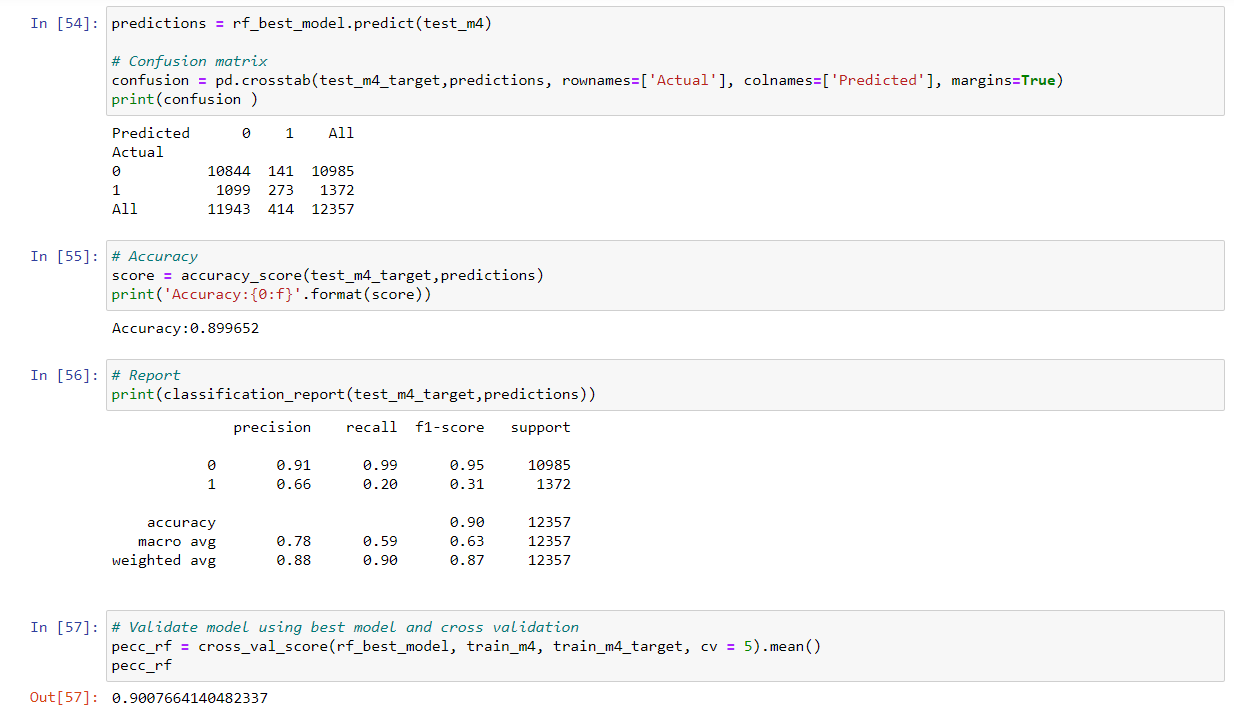 In [54]: predictions = rf_best_model.predict(test_m4)
# Confusion matrix
confusion = pd.crosstab(test_m4_target,predictions, rownames=['Actual'], colnames=['Predicted'], margins=True)
print(confusion )
Predicted 0 1 All
Actual
0 10844 141 10985
1 1099 273 1372
All 11943 414 12357
In [55]: # Accuracy
score = accuracy_score(test_m4_target,predictions)
print('Accuracy:{0:f}'.format(score))
Accuracy:0.899652
In [56]: # Report
print(classification_report(test_m4_target,predictions))
precision recall f1-score support
0 0.91 0.99 0.95 10985
1 0.66 0.20 0.31 1372
accuracy 0.90 12357
macro avg 0.78 0.59 0.63 12357
weighted avg 0.88 0.90 0.87 12357
In [57]: # Validate model using best model and cross validation
pecc_rf = cross_val_score(rf_best_model, train_m4, train_m4_target, cv = 5).mean()
pecc_rf
Out[57]: 0.9007664140482337